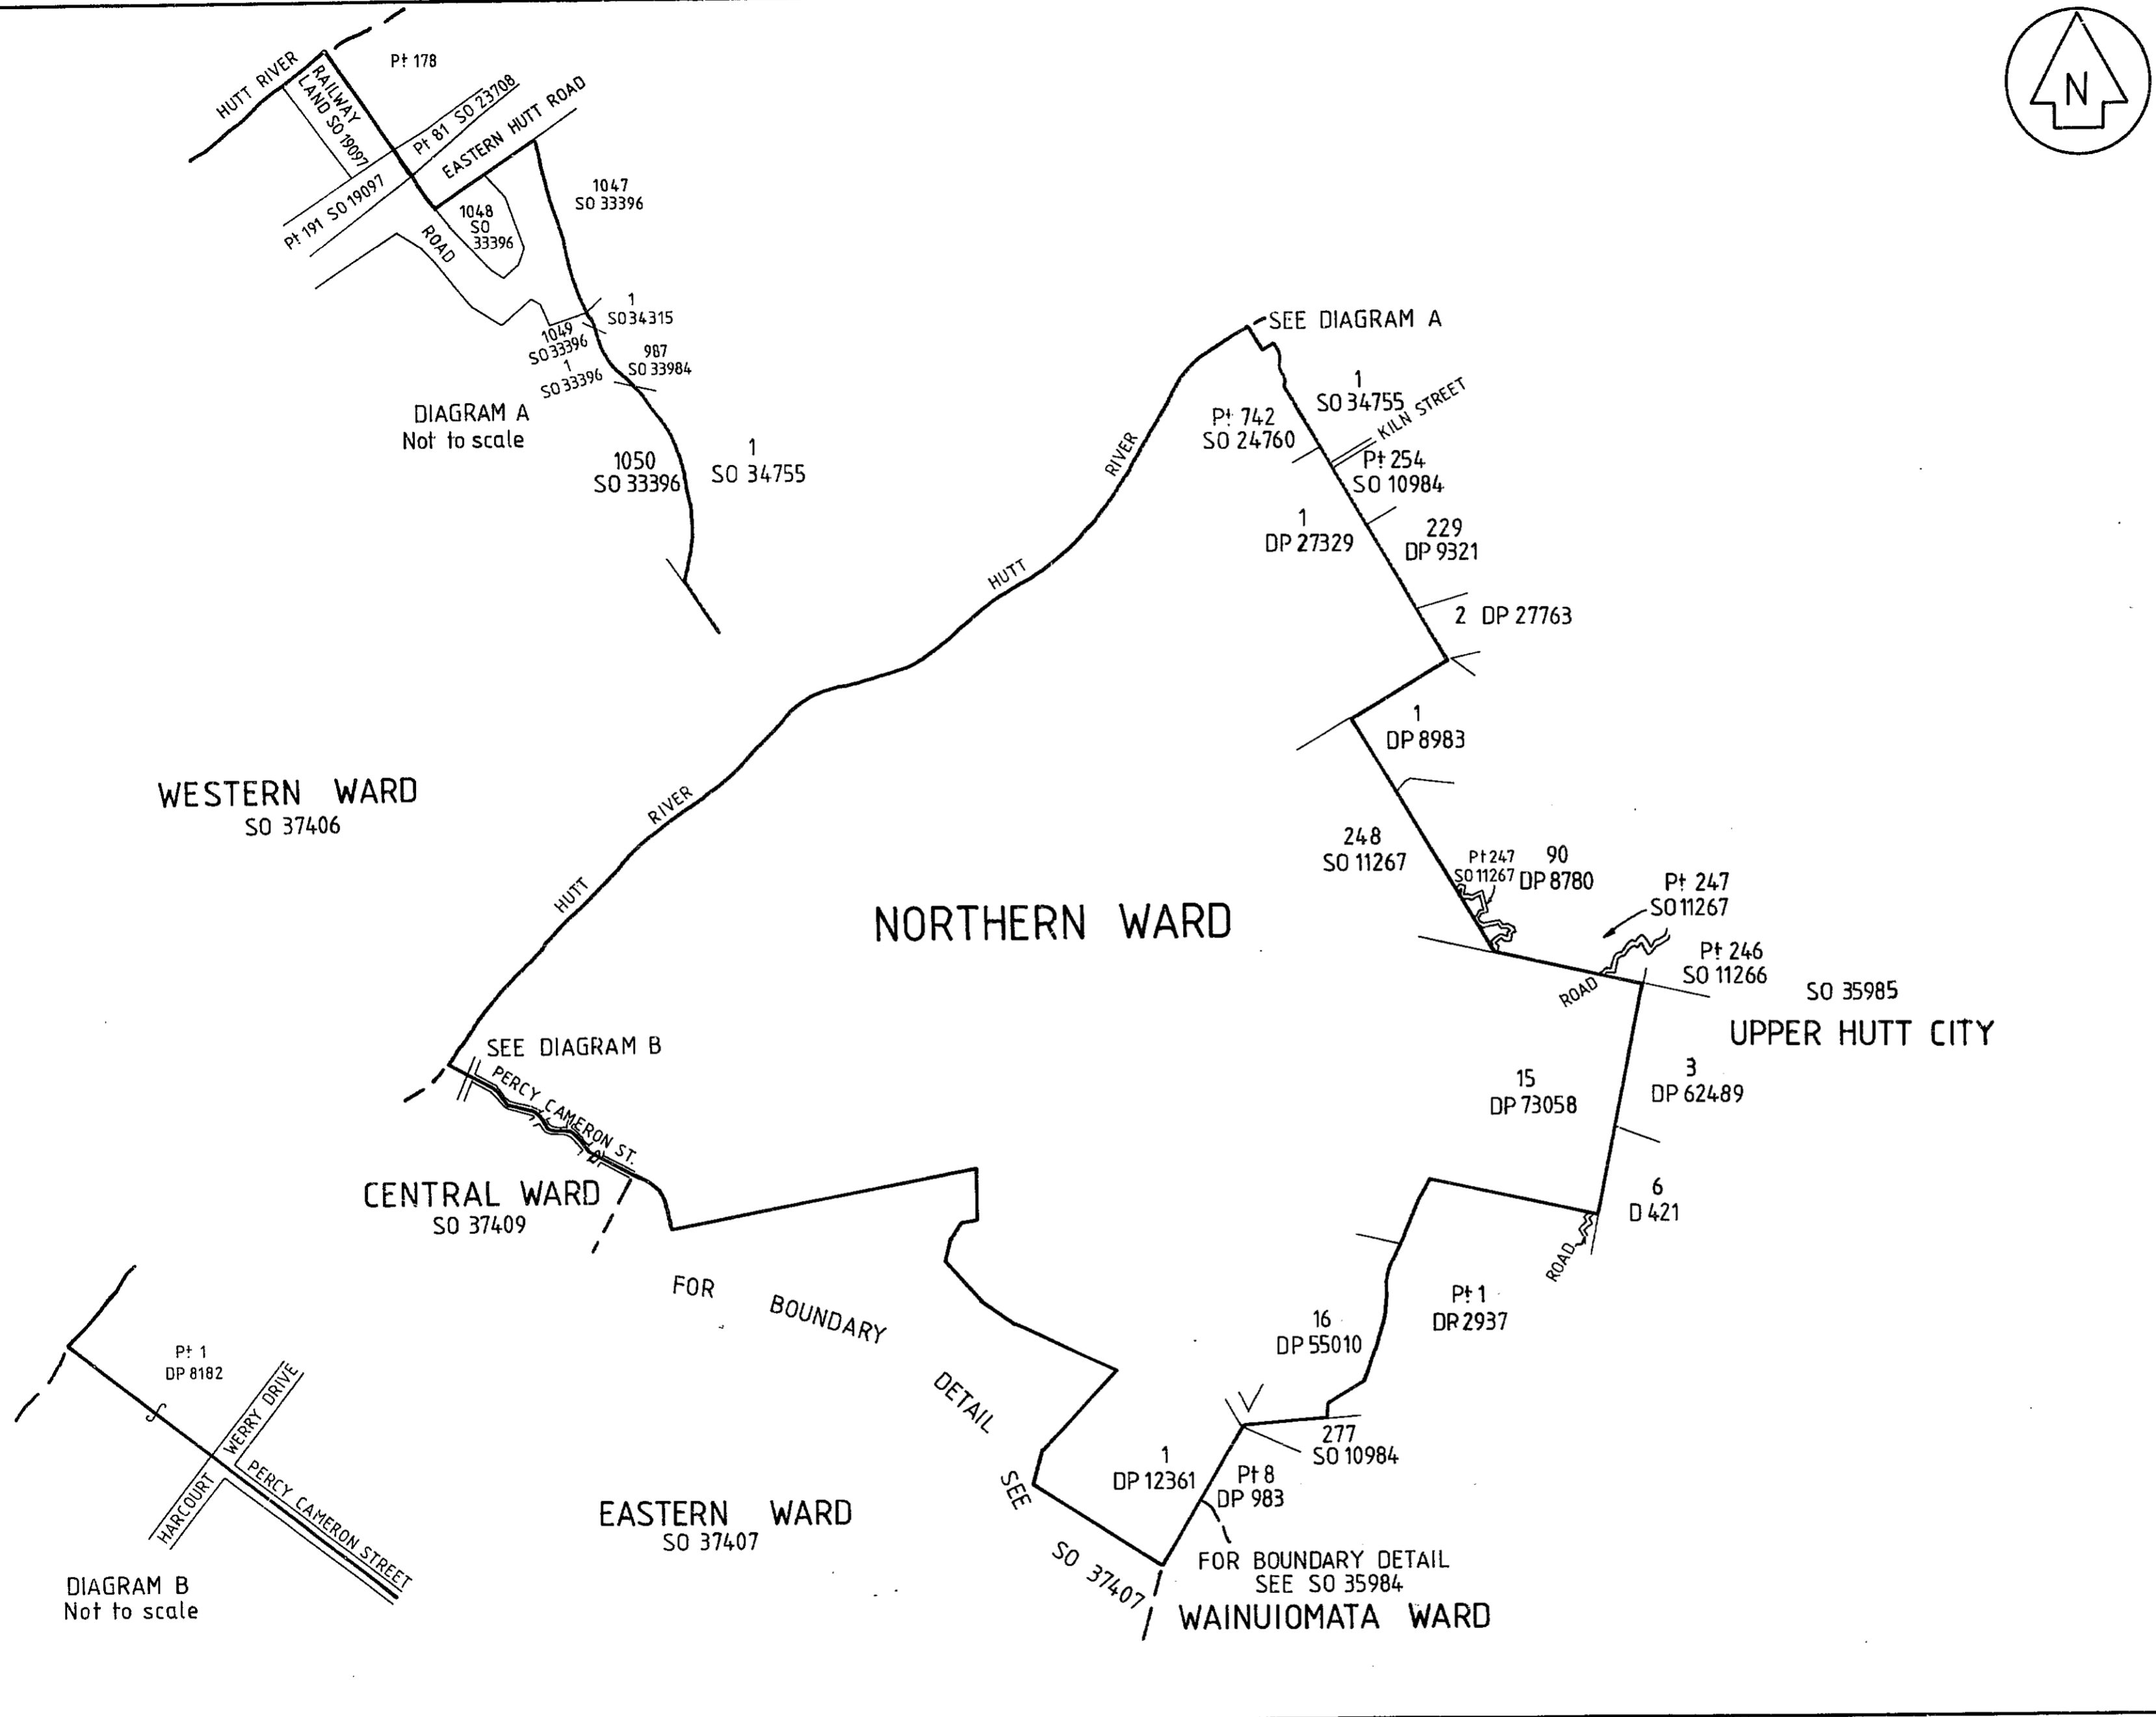 N
HUTT RIVER
RAILWAY
LAND SO 19097
Pt 178
Pt 81 SO 23708
EASTERN HUTT ROAD
Pt 191 SO 19097
ROAD
1048
SO
33396
1047
SO 33396
1
SO34315
1049
SO 33396
1
SO 33396
987
SO 33984
DIAGRAM A
Not to scale
1050
SO 33396
1
SO 34755
SEE DIAGRAM A
1
SO 34755
KILN STREET
Pt 742
SO 24760
Pt 254
SO 10984
1
DP 27329
229
DP 9321
2 DP 27763
RIVER
HUTT
RIVER
HUTT
1
DP 8983
WESTERN WARD
SO 37406
248
SO 11267
Pt 247
SO 11267
90
DP 8780
Pt 247
SO11267
Pt 246
SO 11266
ROAD
SO 35985
UPPER HUTT CITY
NORTHERN WARD
SEE DIAGRAM B
PERCY CAMERON ST.
15
DP 73058
3
DP 62489
CENTRAL WARD
SO 37409
6
D 421
ROAD
FOR BOUNDARY DETAIL SEE SO 37407
16
DP 55010
Pt 1
DR 2937
Pt 1
DP 8182
WERRY DRIVE
HARCOURT
PERCY CAMERON STREET
DIAGRAM B
Not to scale
277
SO 10984
1
DP 12361
Pt 8
DP 983
EASTERN WARD
SO 37407
FOR BOUNDARY DETAIL
SEE SO 35984
WAINUIOMATA WARD